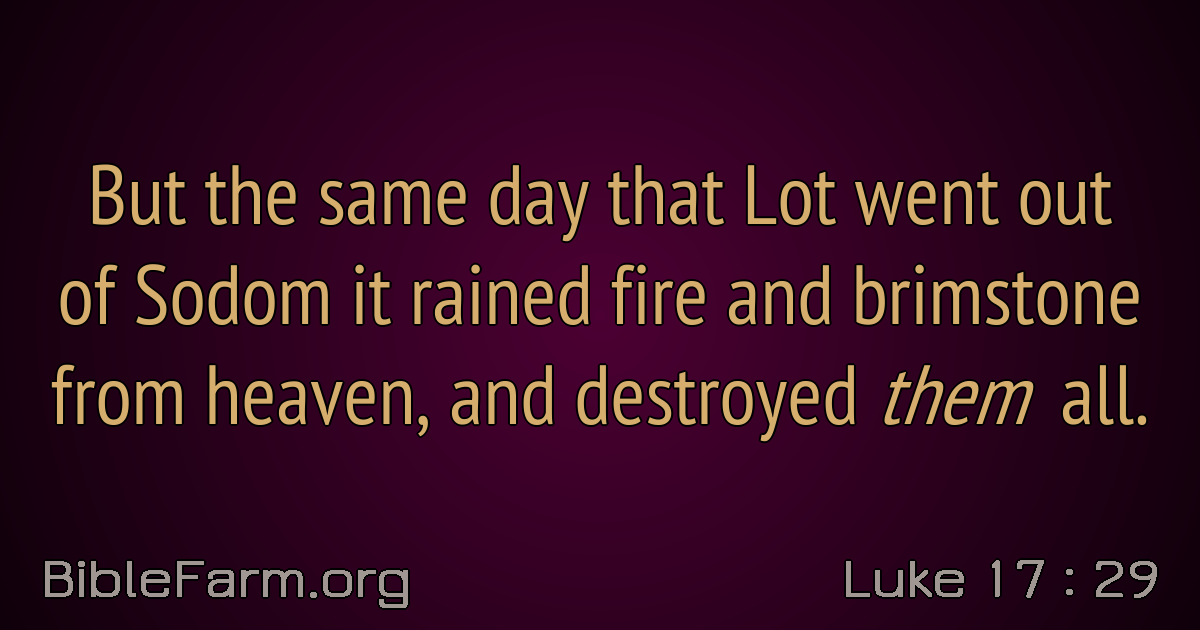 But the same day that Lot went out
of Sodom it rained fire and brimstone
from heaven, and destroyed them all.
BibleFarm.org
Luke 17 : 29